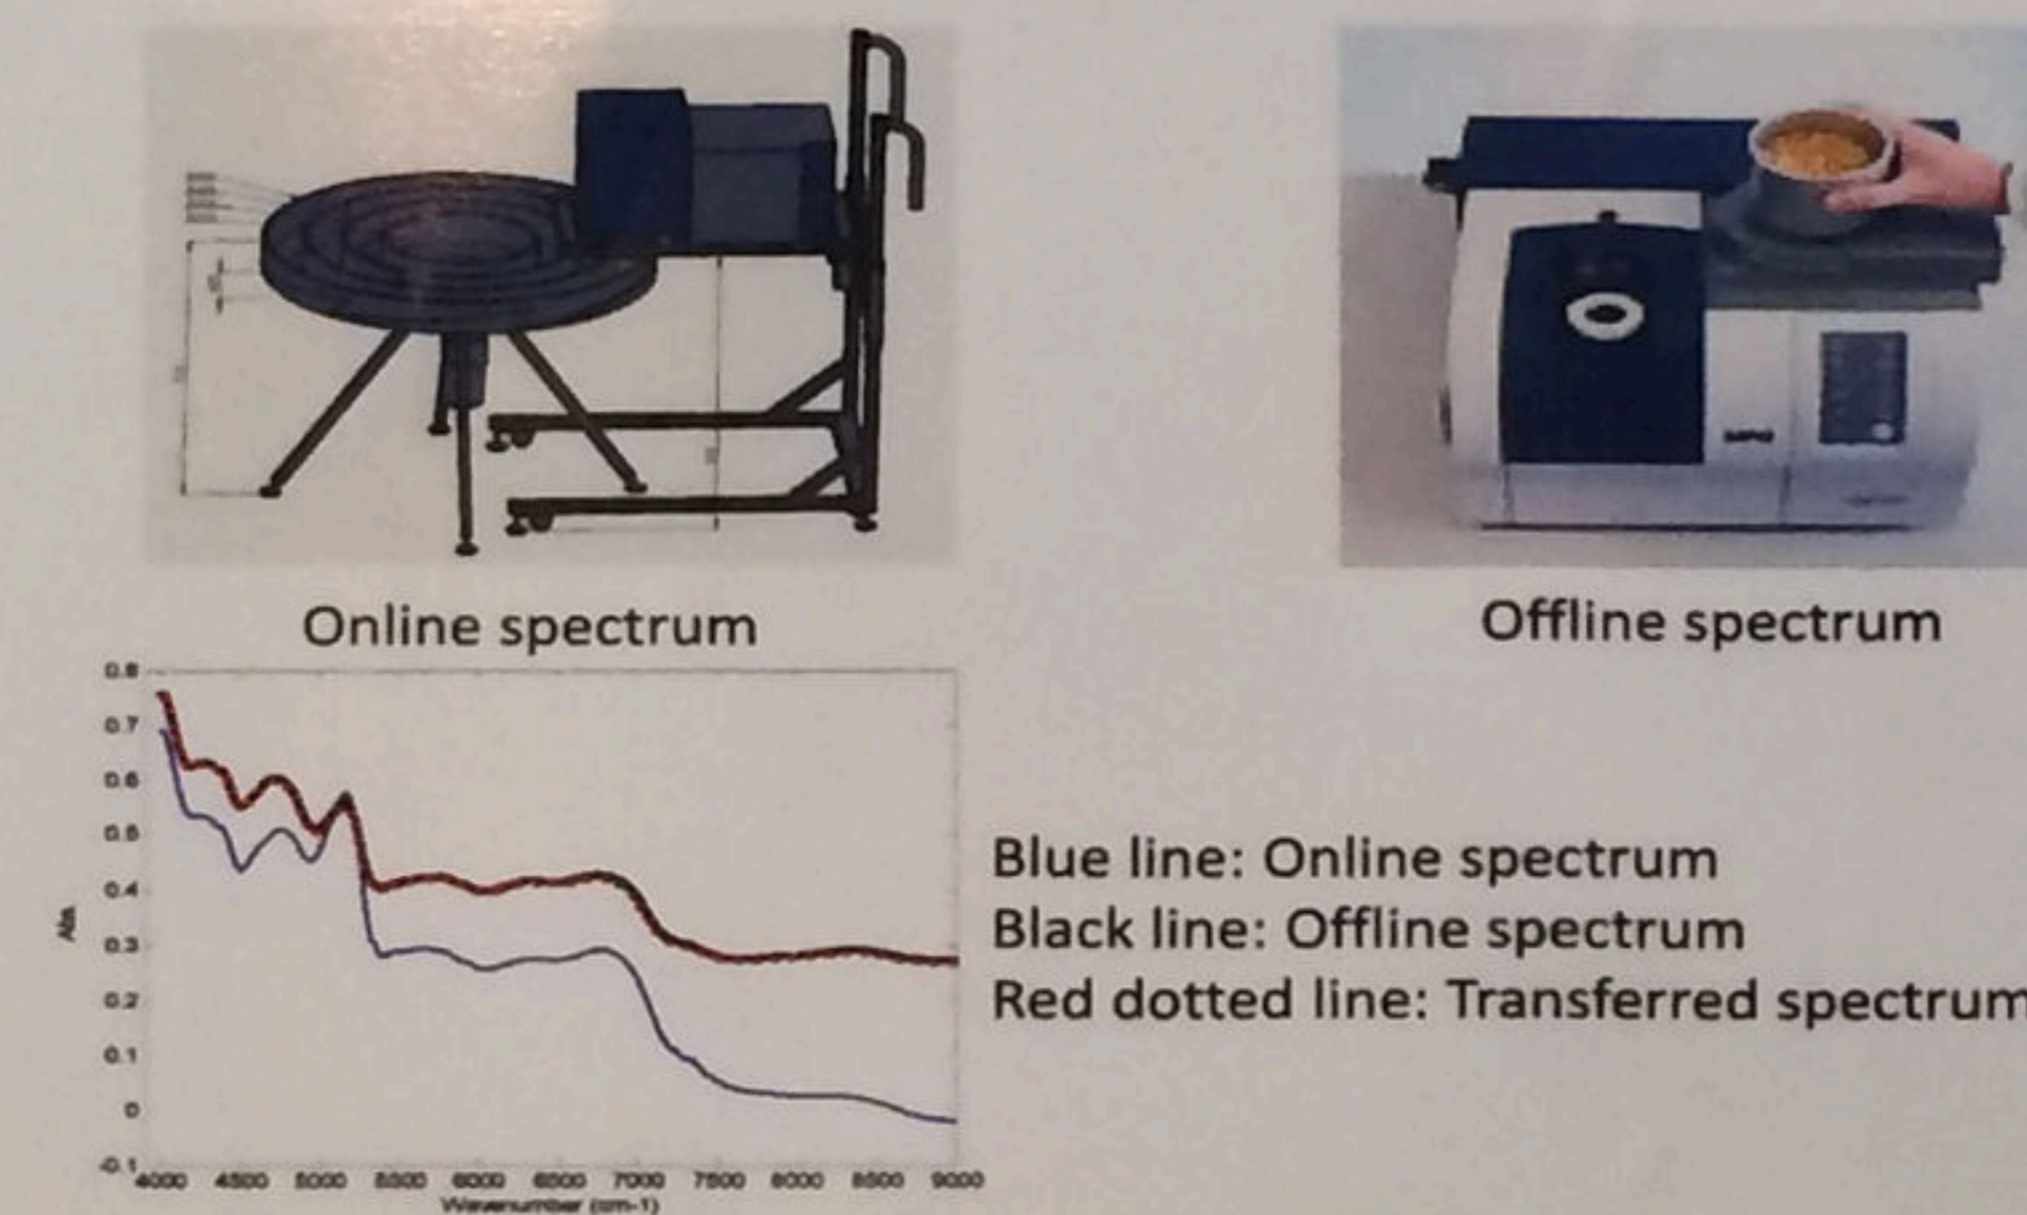 Online spectrum
Offline spectrum
0.8
0.7
0.6
0.5
0.4
0.3
0.2
0.1
0
-0.1
Abs
4000 4500 5000 5500 6000 6500 7000 7500 8000 8500 9000
Wavenumber (cm-1)
Blue line: Online spectrum
Black line: Offline spectrum
Red dotted line: Transferred spectrum